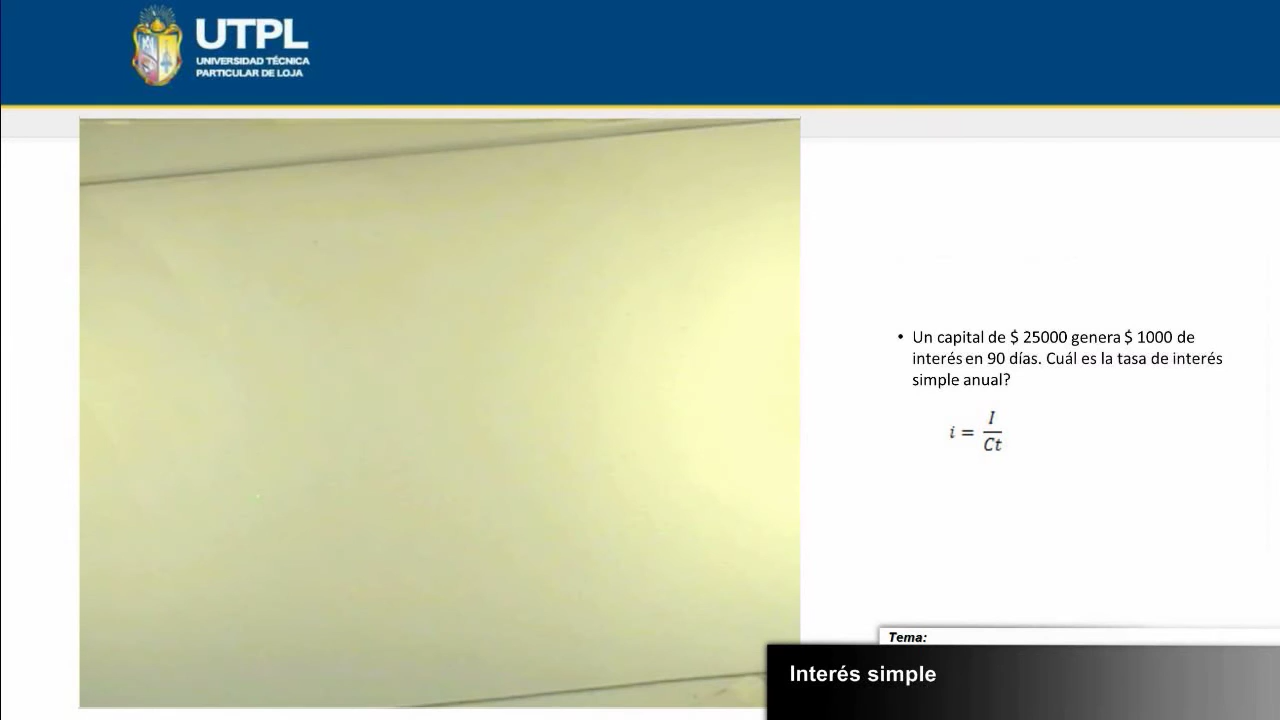 UTPL
UNIVERSIDAD TÉCNICA
PARTICULAR DE LOJA
• Un capital de $ 25000 genera $ 1000 de
interés en 90 días. Cuál es la tasa de interés
simple anual?
i = I/Ct
Tema:
Interés simple